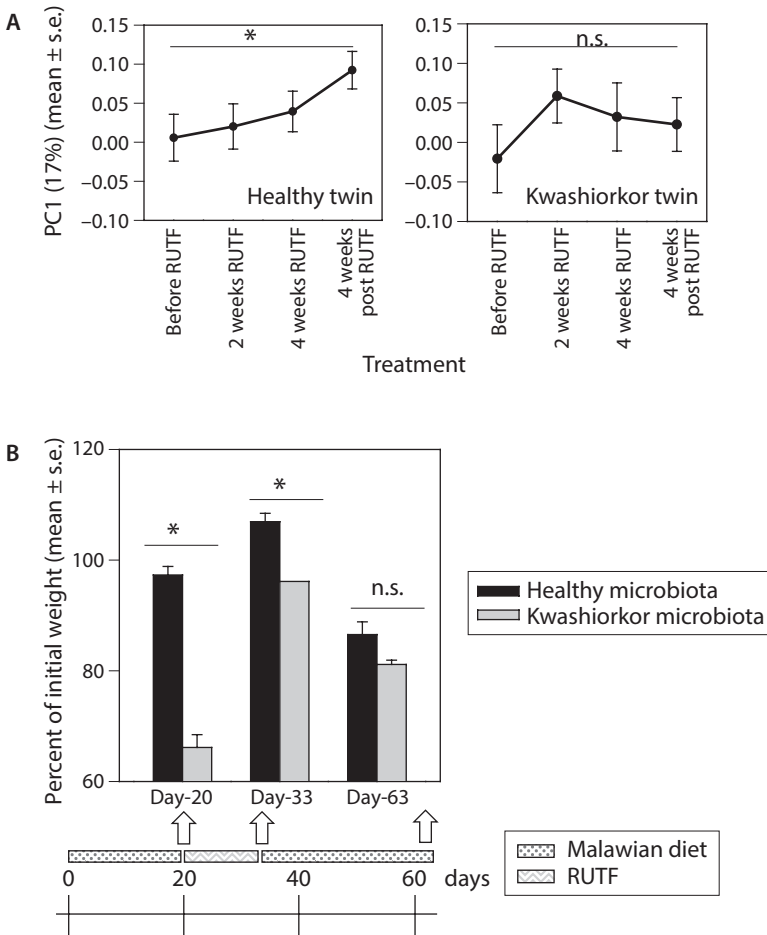 A
PC1 (17%) (mean ± s.e.)
0.15
0.10
0.05
0.00
–0.05
–0.10
*
Healthy twin
Before RUTF
2 weeks RUTF
4 weeks RUTF
4 weeks
post RUTF
0.15
0.10
0.05
0.00
–0.05
–0.10
n.s.
Kwashiorkor twin
Before RUTF
2 weeks RUTF
4 weeks RUTF
4 weeks
post RUTF
Treatment
B
Percent of initial weight (mean ± s.e.)
120
100
80
60
*
*
n.s.
Day-20
Day-33
Day-63
Healthy microbiota
Kwashiorkor microbiota
Malawian diet
RUTF
0 20 40 60 days